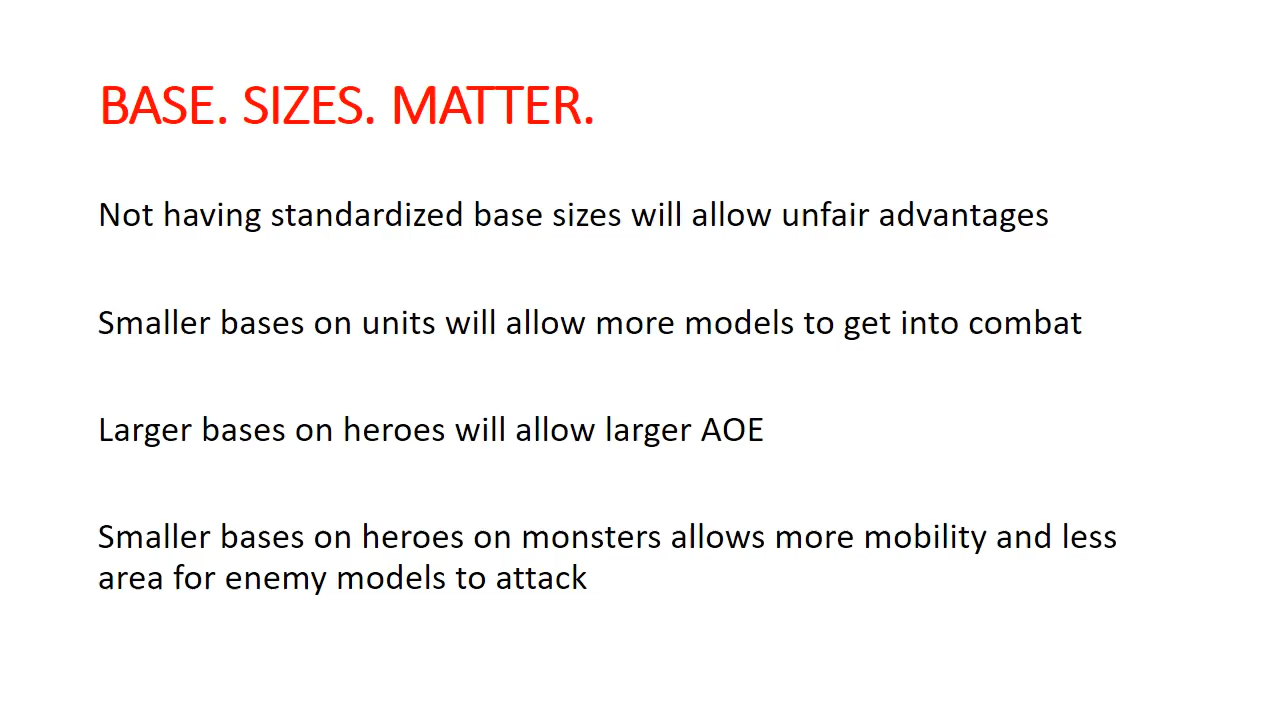 BASE. SIZES. MATTER.
Not having standardized base sizes will allow unfair advantages
Smaller bases on units will allow more models to get into combat
Larger bases on heroes will allow larger AOE
Smaller bases on heroes on monsters allows more mobility and less
area for enemy models to attack